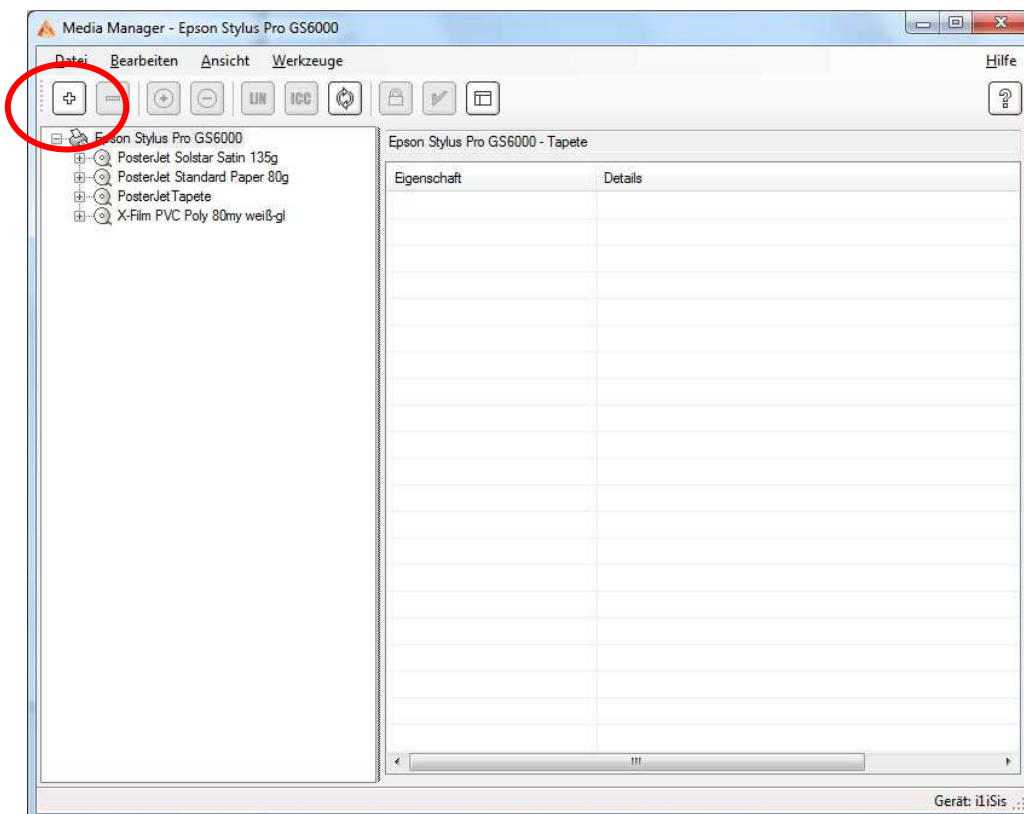 Media Manager - Epson Stylus Pro GS6000
Datei Bearbeiten Ansicht Werkzeuge Hilfe
LIN ICC
Epson Stylus Pro GS6000
PosterJet Solstar Satin 135g
PosterJet Standard Paper 80g
PosterJet Tapete
X-Film PVC Poly 80my weiß-gl
Epson Stylus Pro GS6000 - Tapete
Eigenschaft Details
Gerät: i1iSis